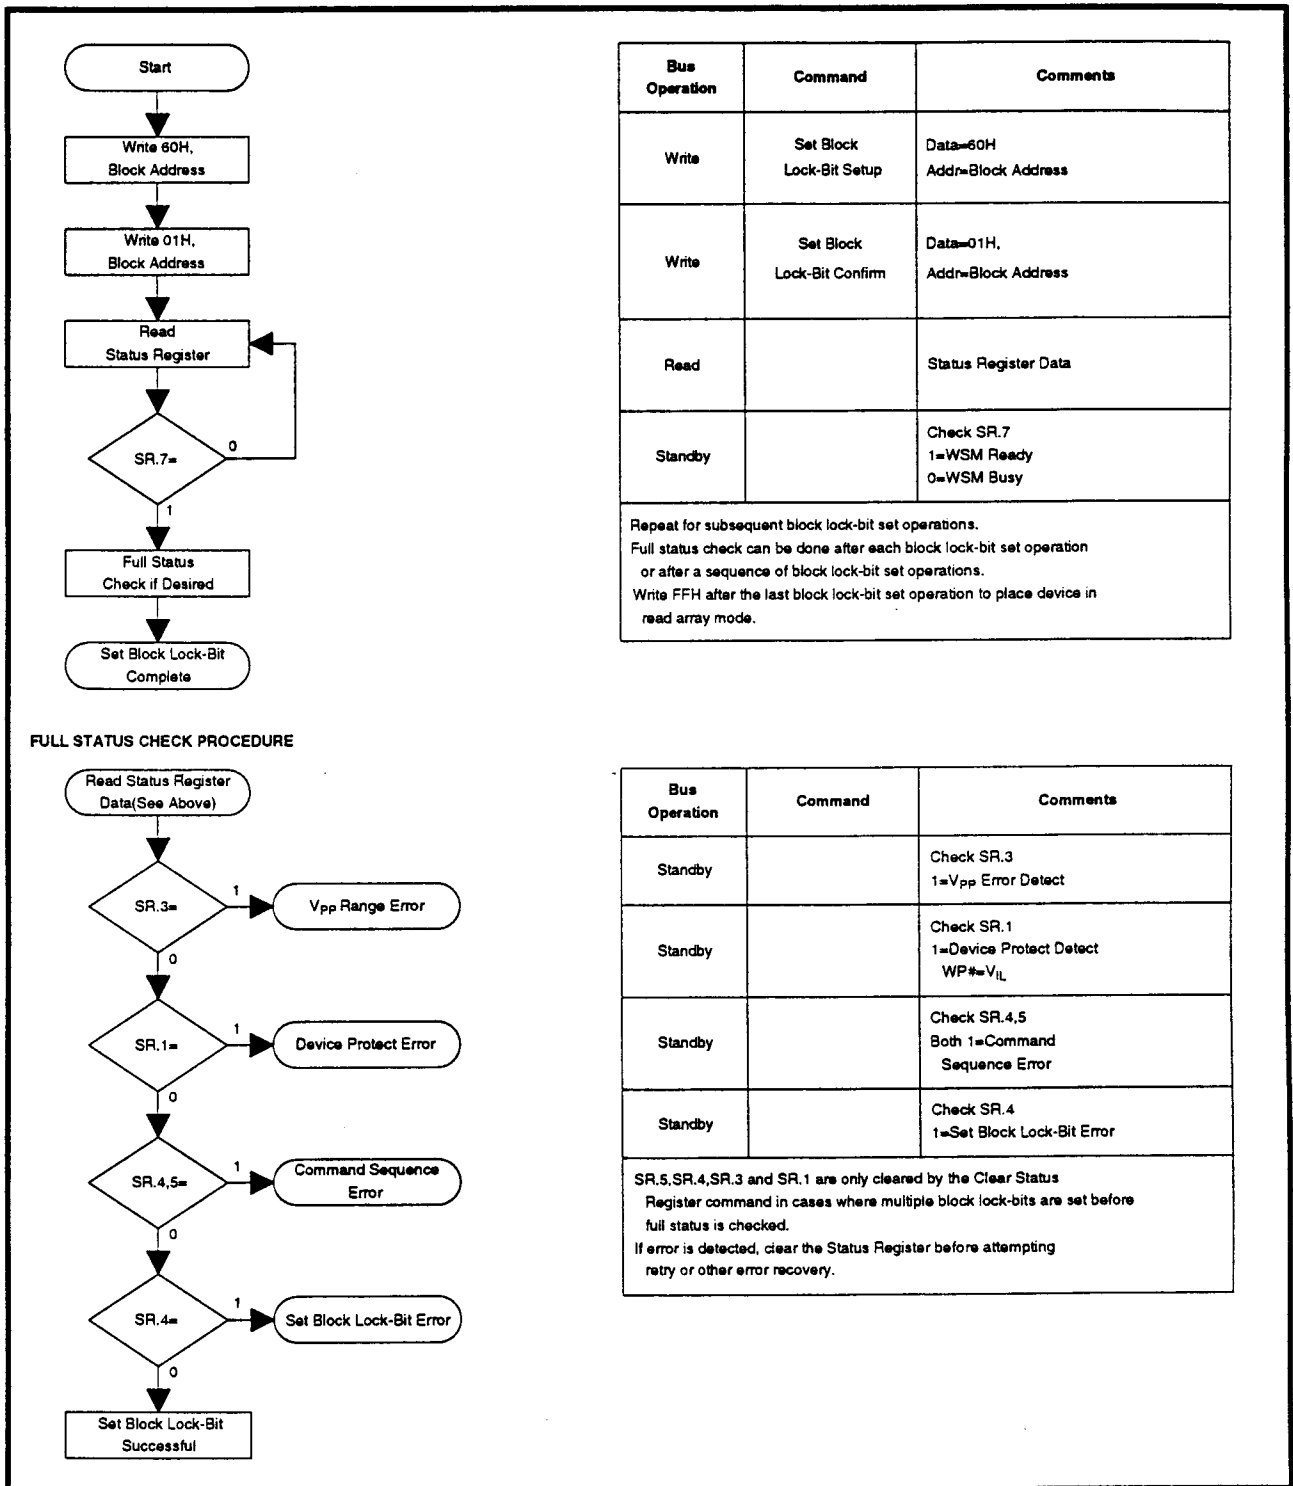 Start
Write 60H,
Block Address
Write 01H,
Block Address
Read
Status Register
SR.7=
0
1
Full Status
Check if Desired
Set Block Lock-Bit
Complete
Bus
Operation
Command
Comments
Write
Set Block
Lock-Bit Setup
Data=60H
Addr=Block Address
Write
Set Block
Lock-Bit Confirm
Data=01H,
Addr=Block Address
Read
Status Register Data
Standby
Check SR.7
1=WSM Ready
0=WSM Busy
Repeat for subsequent block lock-bit set operations.
Full status check can be done after each block lock-bit set operation
or after a sequence of block lock-bit set operations.
Write FFH after the last block lock-bit set operation to place device in
read array mode.
FULL STATUS CHECK PROCEDURE
Read Status Register
Data(See Above)
SR.3=
1
VPP Range Error
0
SR.1=
1
Device Protect Error
0
SR.4,5=
1
Command Sequence
Error
0
SR.4=
1
Set Block Lock-Bit Error
0
Set Block Lock-Bit
Successful
Bus
Operation
Command
Comments
Standby
Check SR.3
1=VPP Error Detect
Standby
Check SR.1
1=Device Protect Detect
WP#=VIL
Standby
Check SR.4,5
Both 1=Command
Sequence Error
Standby
Check SR.4
1=Set Block Lock-Bit Error
SR.5,SR.4,SR.3 and SR.1 are only cleared by the Clear Status
Register command in cases where multiple block lock-bits are set before
full status is checked.
If error is detected, clear the Status Register before attempting
retry or other error recovery.